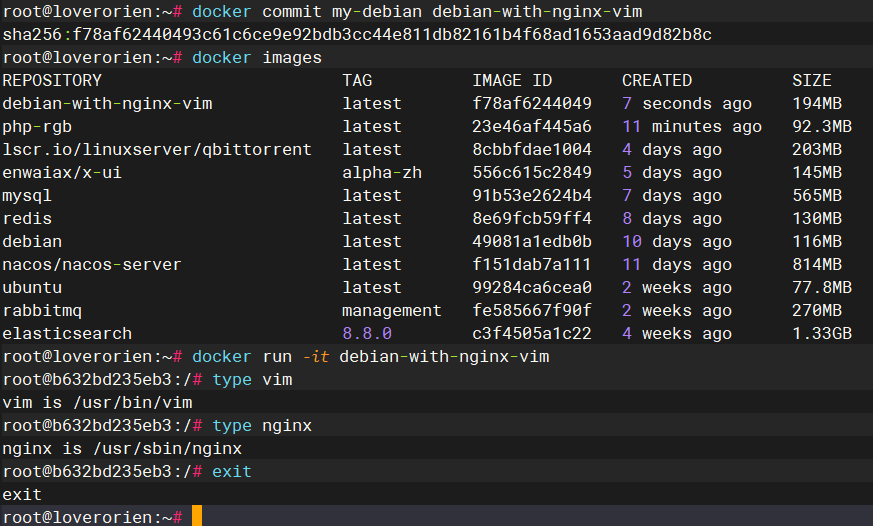 root@loverorien:~# docker commit my-debian debian-with-nginx-vim
sha256:f78af62440493c61c6ce9e92bdb3cc44e811db82161b4f68ad1653aad9d82b8c
root@loverorien:~# docker images
REPOSITORY TAG IMAGE ID CREATED SIZE
debian-with-nginx-vim latest f78af6244049 7 seconds ago 194MB
php-rgb latest 23e46af445a6 11 minutes ago 92.3MB
lscr.io/linuxserver/qbittorrent latest 8cbbfdae1004 4 days ago 203MB
enwaiax/x-ui alpha-zh 556c615c2849 5 days ago 145MB
mysql latest 91b53e2624b4 7 days ago 565MB
redis latest 8e69fcb59ff4 8 days ago 130MB
debian latest 49081a1edb0b 10 days ago 116MB
nacos/nacos-server latest f151dab7a111 11 days ago 814MB
ubuntu latest 99284ca6cea0 2 weeks ago 77.8MB
rabbitmq management fe585667f90f 2 weeks ago 270MB
elasticsearch 8.8.0 c3f4505a1c22 4 weeks ago 1.33GB
root@loverorien:~# docker run -it debian-with-nginx-vim
root@b632bd235eb3:/# type vim
vim is /usr/bin/vim
root@b632bd235eb3:/# type nginx
nginx is /usr/sbin/nginx
root@b632bd235eb3:/# exit
exit
root@loverorien:~#